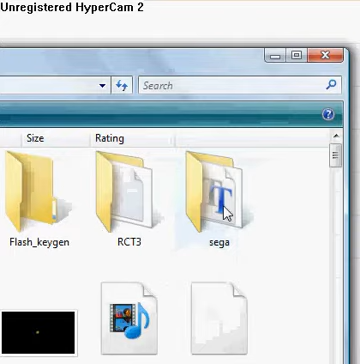 Unregistered HyperCam 2
Search
Size Rating
Flash_keygen RCT3 sega